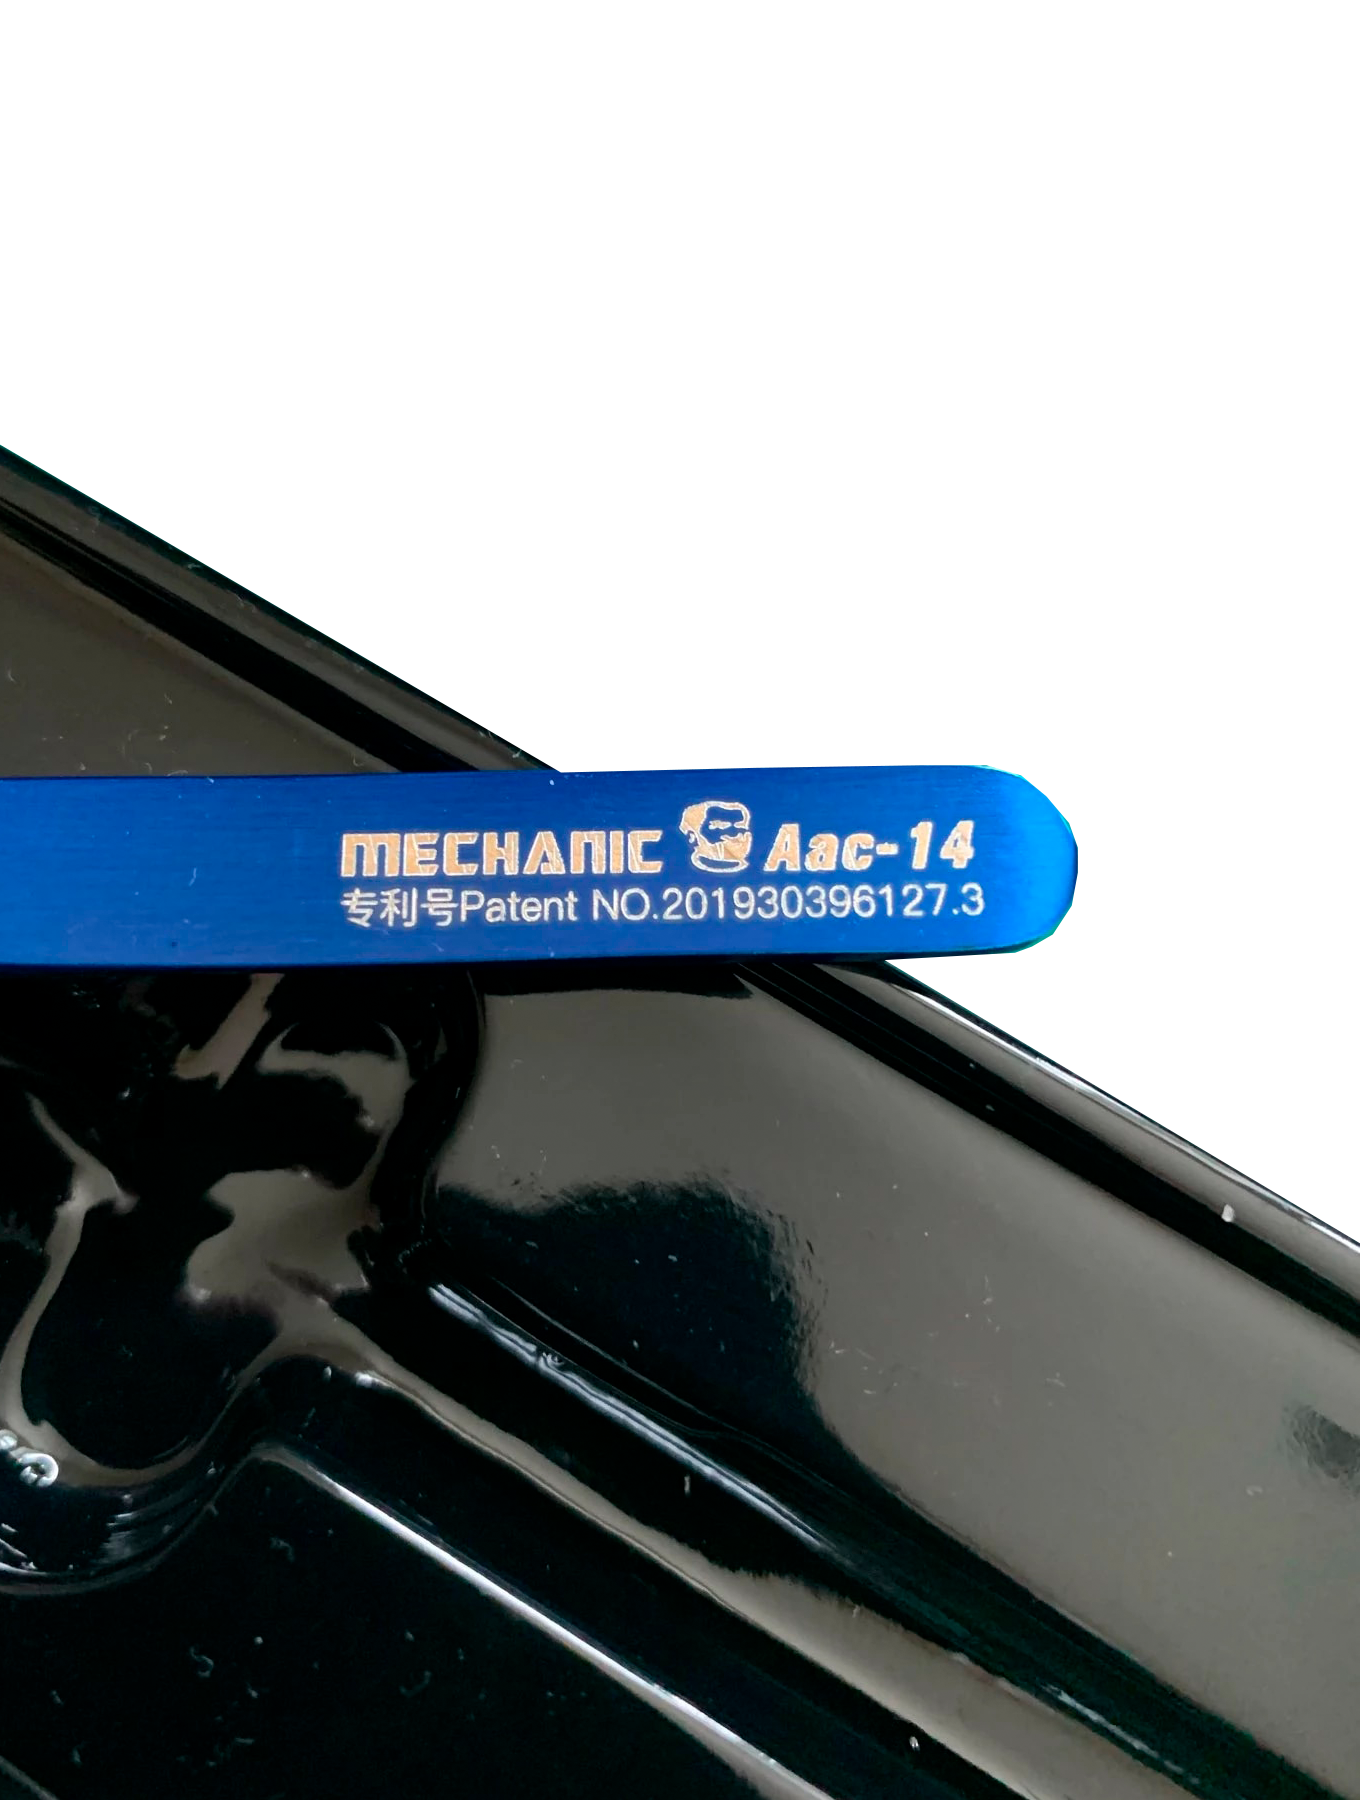 MECHANIC Aac-14
专利号Patent NO.201930396127.3